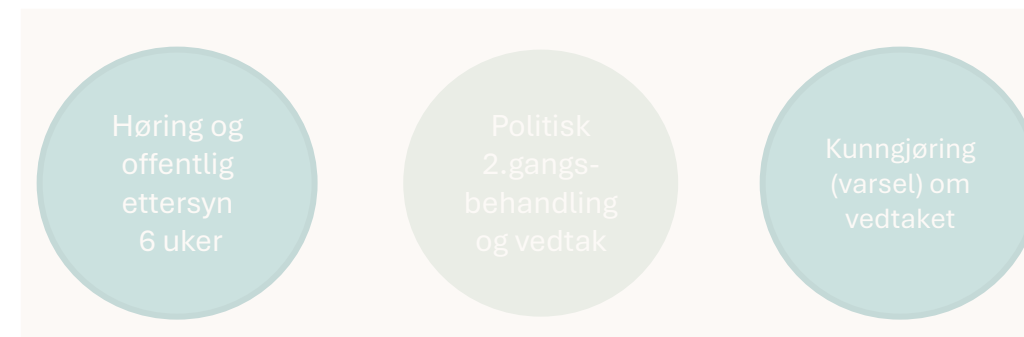 Høring og
offentlig
ettersyn
6 uker
Politisk
2.gangs-
behandling
og vedtak
Kunngjøring
(varsel) om
vedtaket